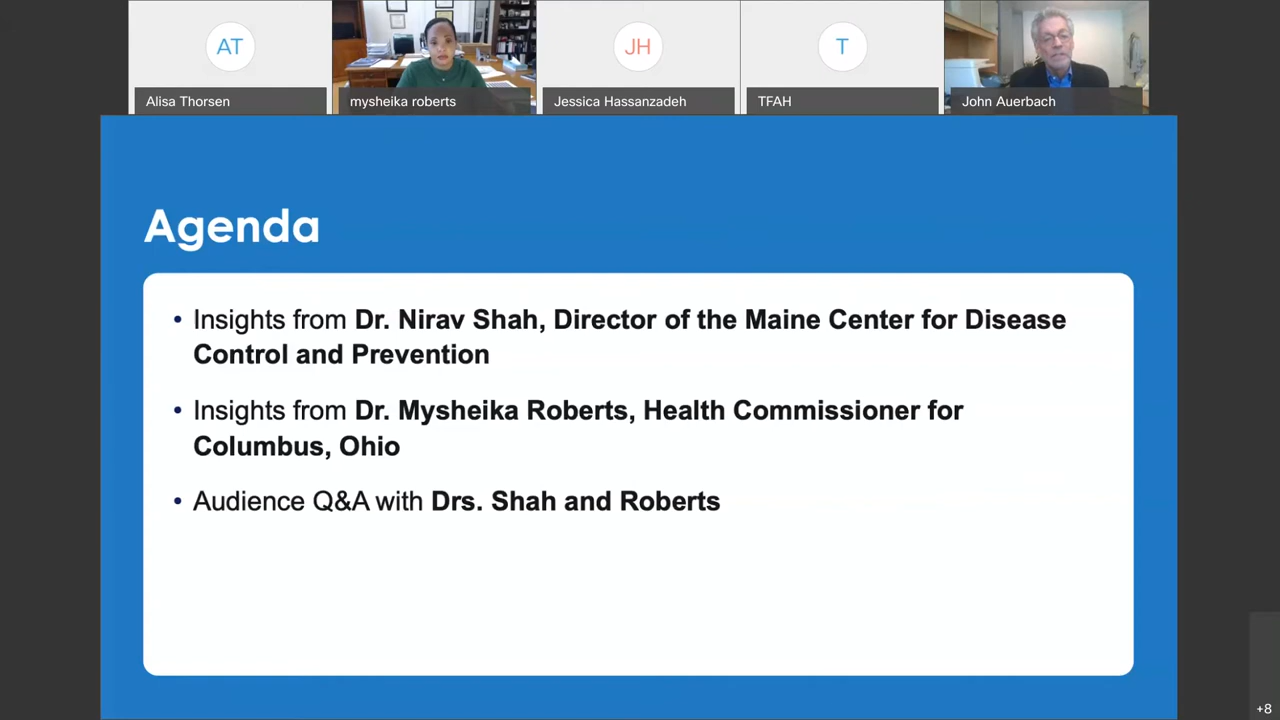 AT
JH
T
Alisa Thorsen
mysheika roberts
Jessica Hassanzadeh
TFAH
John Auerbach
Agenda
• Insights from Dr. Nirav Shah, Director of the Maine Center for Disease
Control and Prevention
• Insights from Dr. Mysheika Roberts, Health Commissioner for
Columbus, Ohio
• Audience Q&A with Drs. Shah and Roberts
+8